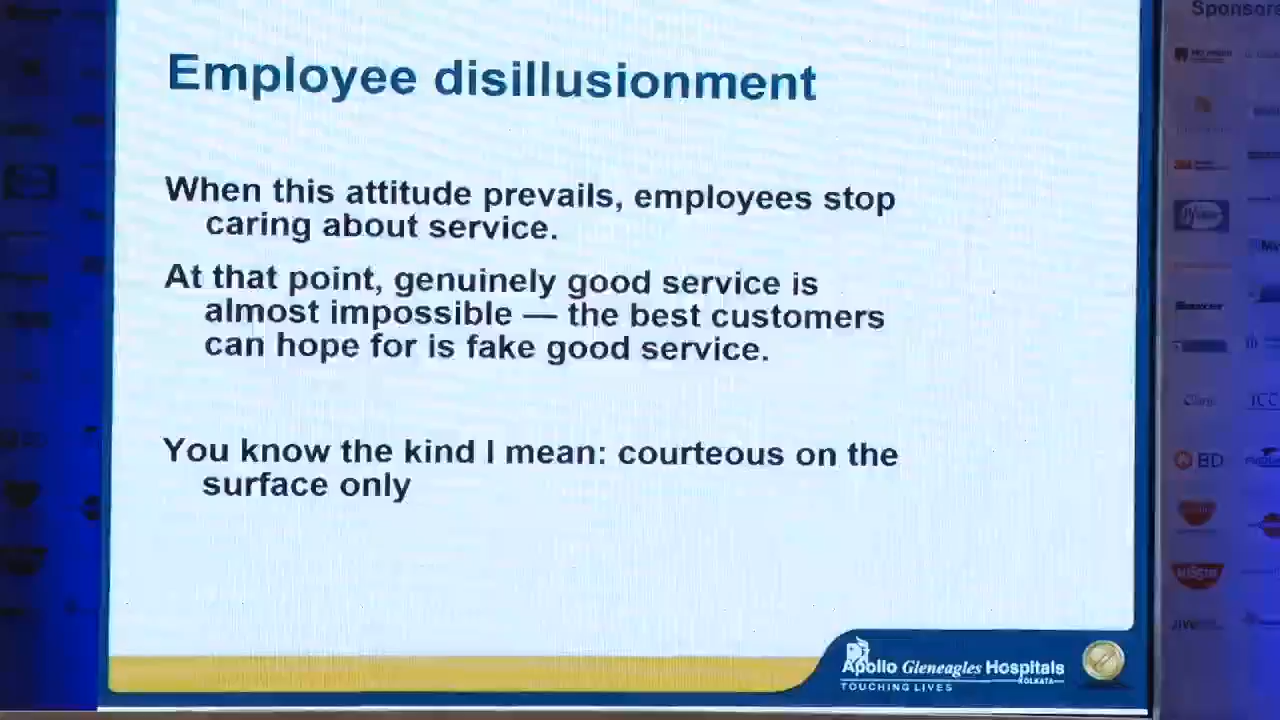 Employee disillusionment
When this attitude prevails, employees stop
caring about service.
At that point, genuinely good service is
almost impossible — the best customers
can hope for is fake good service.
You know the kind I mean: courteous on the
surface only
Apollo Gleneagles Hospitals
KOLKATA
TOUCHING LIVES
Sponsors
Pfizer
BD